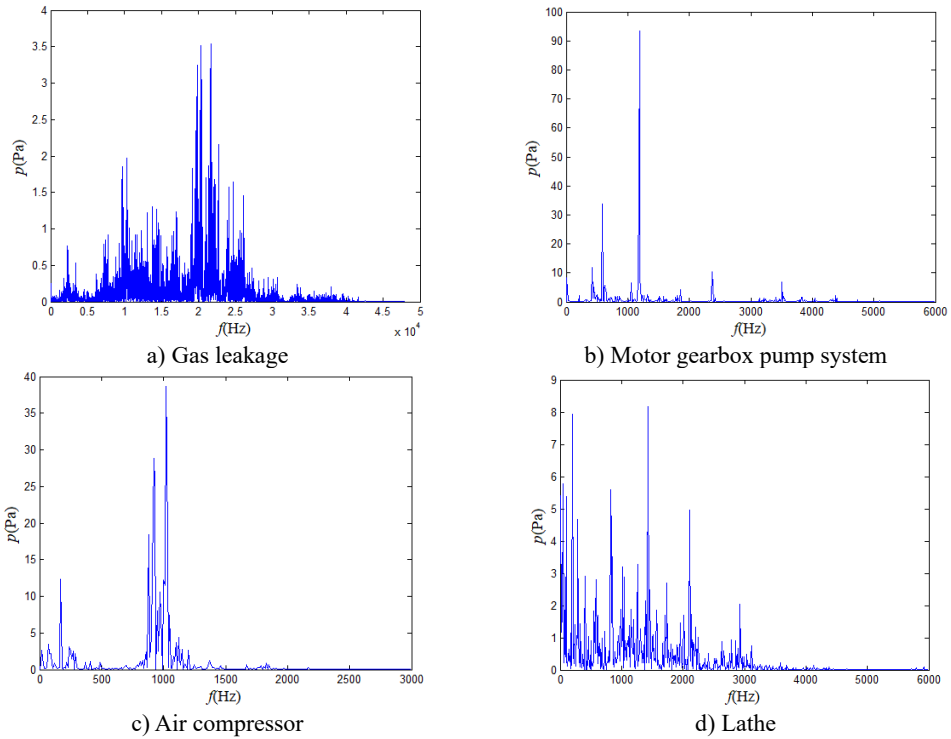 4
3.5
3
2.5
2
1.5
1
0.5
0
p(Pa)
0 0.5 1 1.5 2 2.5 3 3.5 4 4.5 5
f(Hz)
x 10^4
a) Gas leakage
100
90
80
70
60
50
40
30
20
10
0
p(Pa)
0 1000 2000 3000 4000 5000 6000
f(Hz)
b) Motor gearbox pump system
40
35
30
25
20
15
10
5
0
p(Pa)
0 500 1000 1500 2000 2500 3000
f(Hz)
c) Air compressor
9
8
7
6
5
4
3
2
1
0
p(Pa)
0 1000 2000 3000 4000 5000 6000
f(Hz)
d) Lathe